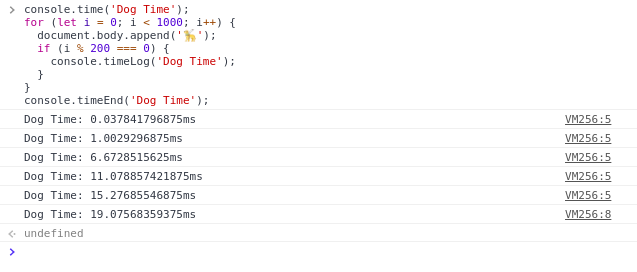 console.time('Dog Time');
for (let i = 0; i < 1000; i++) {
  document.body.append('🦮');
  if (i % 200 === 0) {
    console.timeLog('Dog Time');
  }
}
console.timeEnd('Dog Time');
Dog Time: 0.037841796875ms VM256:5
Dog Time: 1.0029296875ms VM256:5
Dog Time: 6.6728515625ms VM256:5
Dog Time: 11.078857421875ms VM256:5
Dog Time: 15.27685546875ms VM256:5
Dog Time: 19.07568359375ms VM256:8
undefined